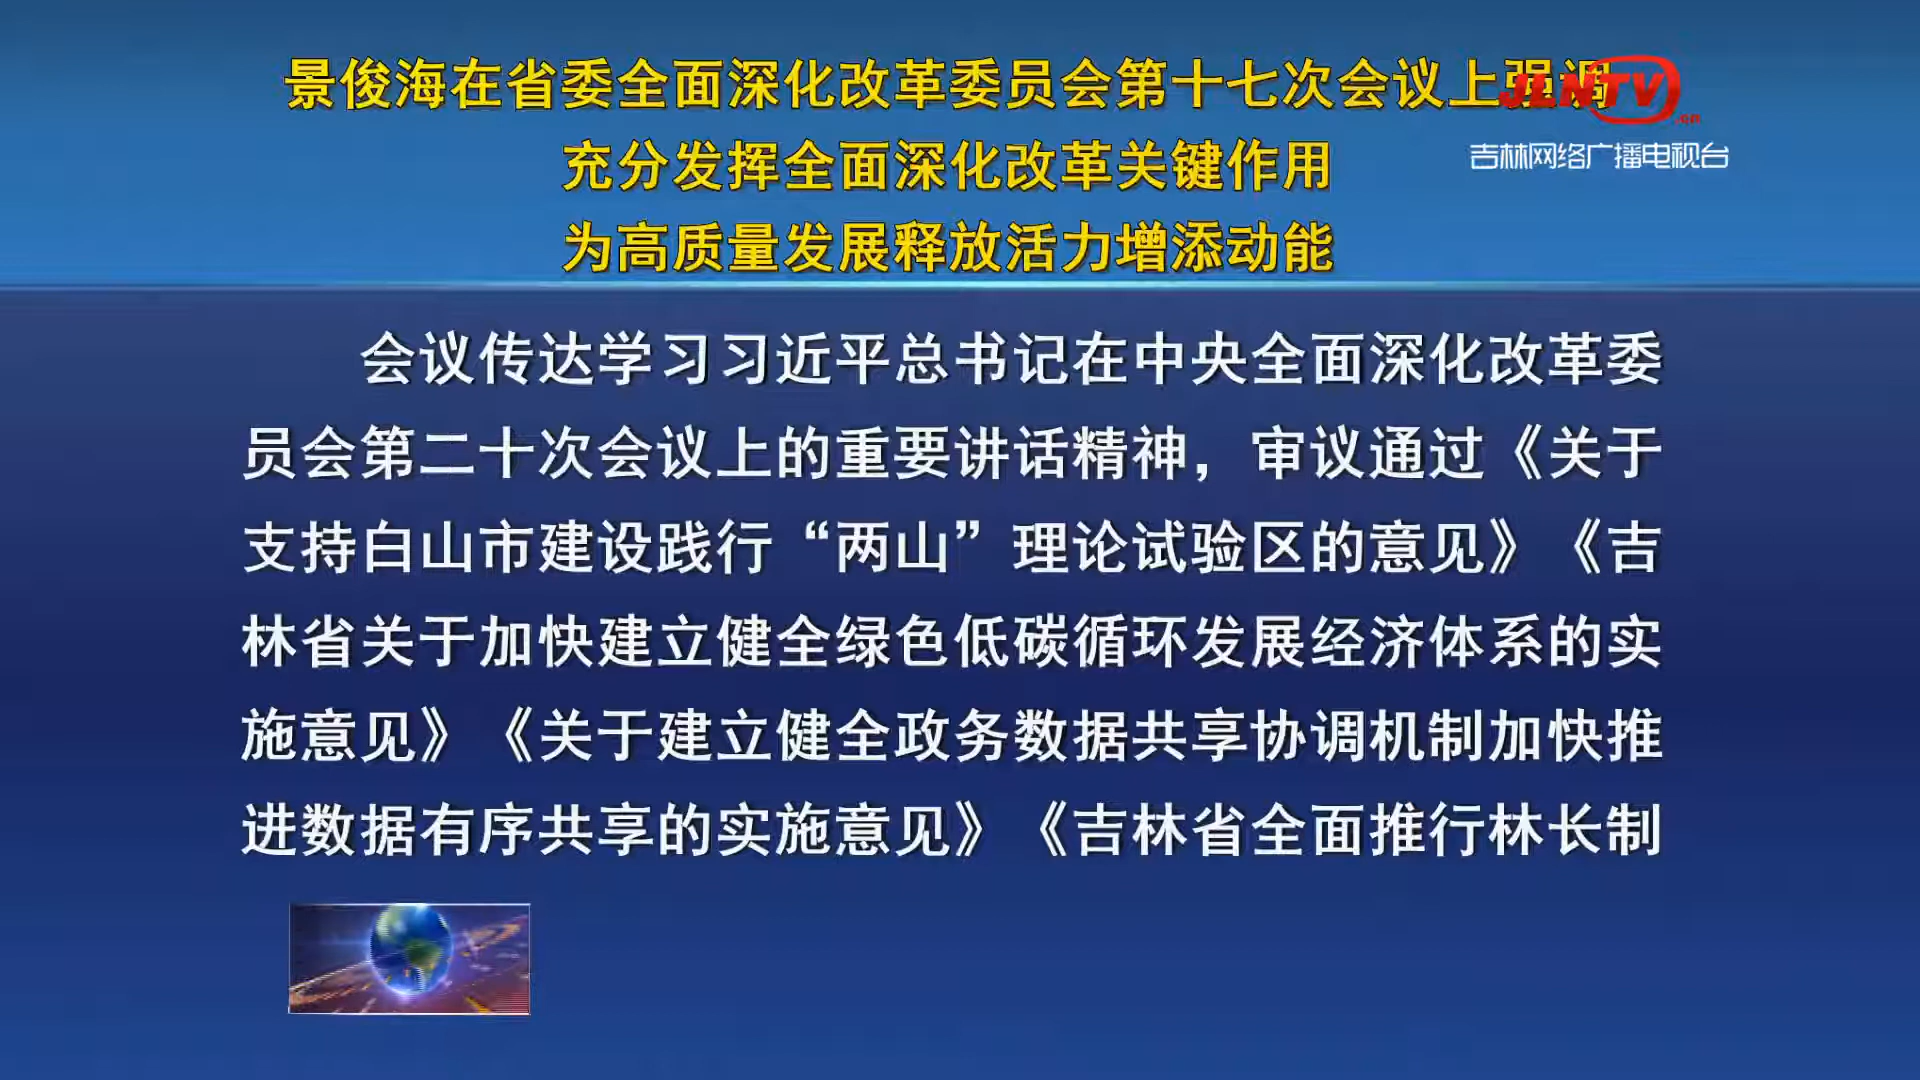 景俊海在省委全面深化改革委员会第十七次会议上强调
JLNTV.cn
充分发挥全面深化改革关键作用
吉林网络广播电视台
为高质量发展释放活力增添动能
会议传达学习习近平总书记在中央全面深化改革委
员会第二十次会议上的重要讲话精神，审议通过《关于
支持白山市建设践行“两山”理论试验区的意见》《吉
林省关于加快建立健全绿色低碳循环发展经济体系的实
施意见》《关于建立健全政务数据共享协调机制加快推
进数据有序共享的实施意见》《吉林省全面推行林长制